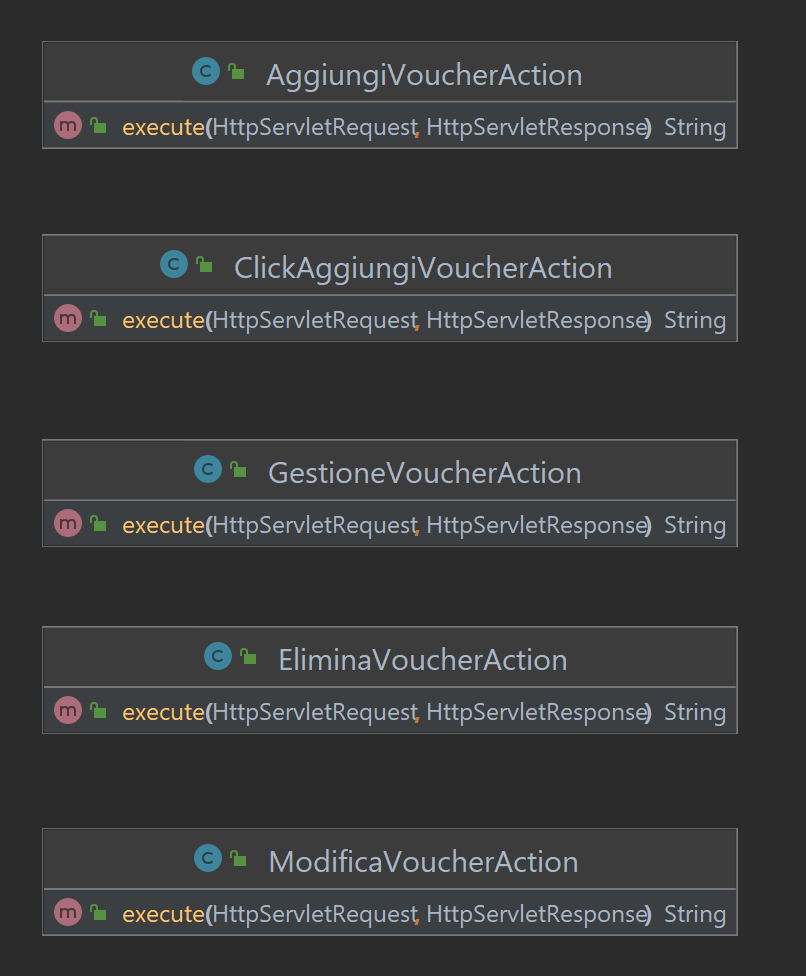 C AggiungiVoucherAction
m execute(HttpServletRequest, HttpServletResponse) String
C ClickAggiungiVoucherAction
m execute(HttpServletRequest, HttpServletResponse) String
C GestioneVoucherAction
m execute(HttpServletRequest, HttpServletResponse) String
C EliminaVoucherAction
m execute(HttpServletRequest, HttpServletResponse) String
C ModificaVoucherAction
m execute(HttpServletRequest, HttpServletResponse) String